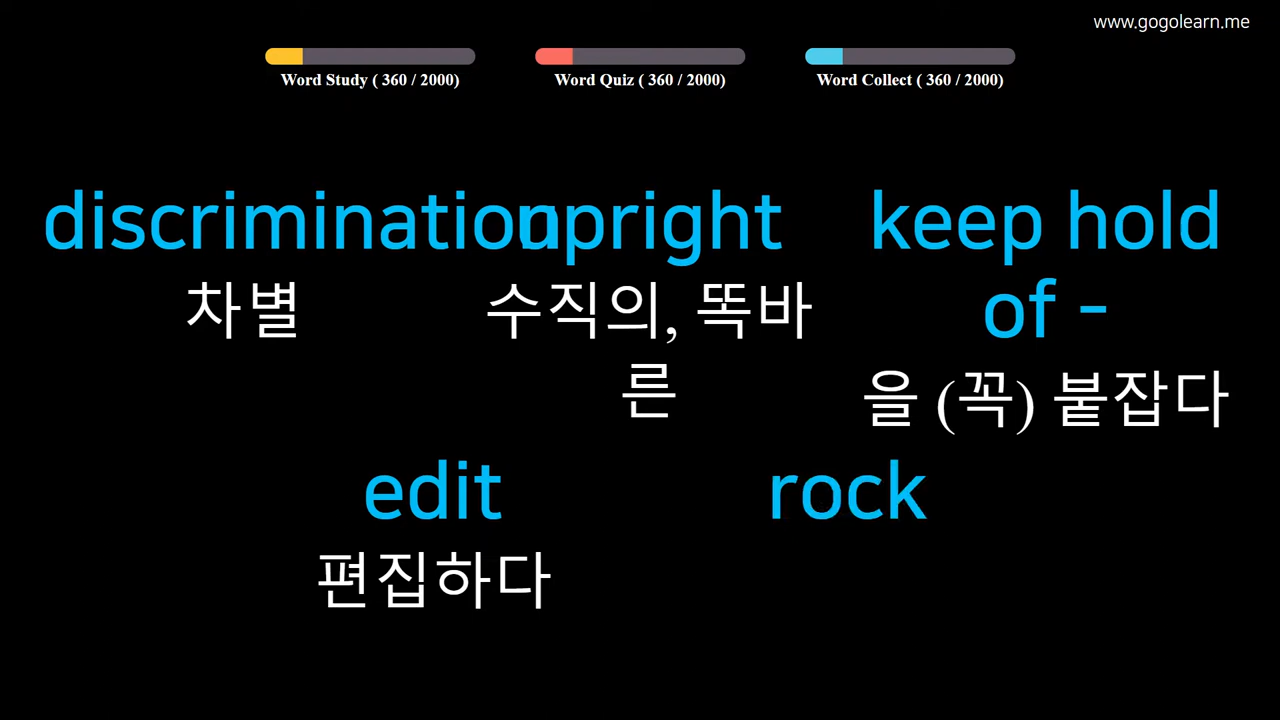 www.gogolearn.me
Word Study ( 360 / 2000)
Word Quiz ( 360 / 2000)
Word Collect ( 360 / 2000)
discrimination
차별
upright
수직의, 똑바
른
keep hold
of -
을 (꼭) 붙잡다
edit
편집하다
rock